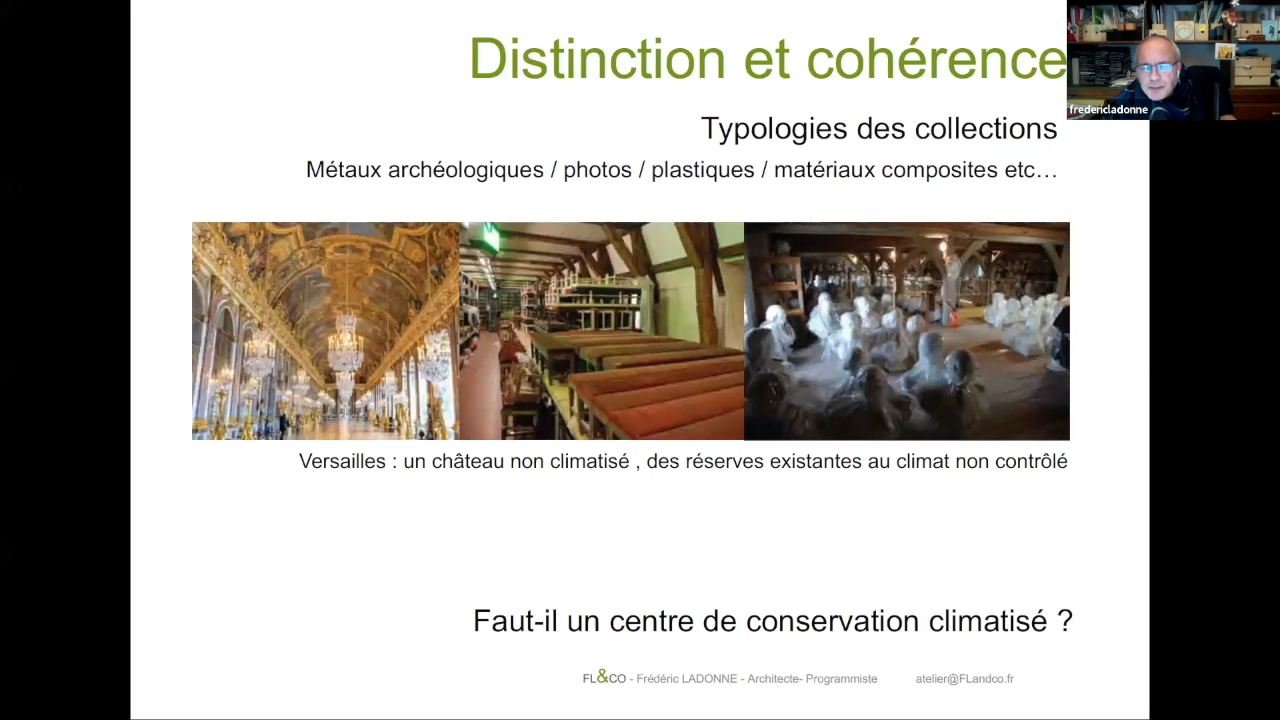 Distinction et cohérence
fredericladonne
Typologies des collections
Métaux archéologiques / photos / plastiques / matériaux composites etc…
Versailles : un château non climatisé , des réserves existantes au climat non contrôlé
Faut-il un centre de conservation climatisé ?
FL&CO - Frédéric LADONNE - Architecte- Programmiste atelier@FLandco.fr